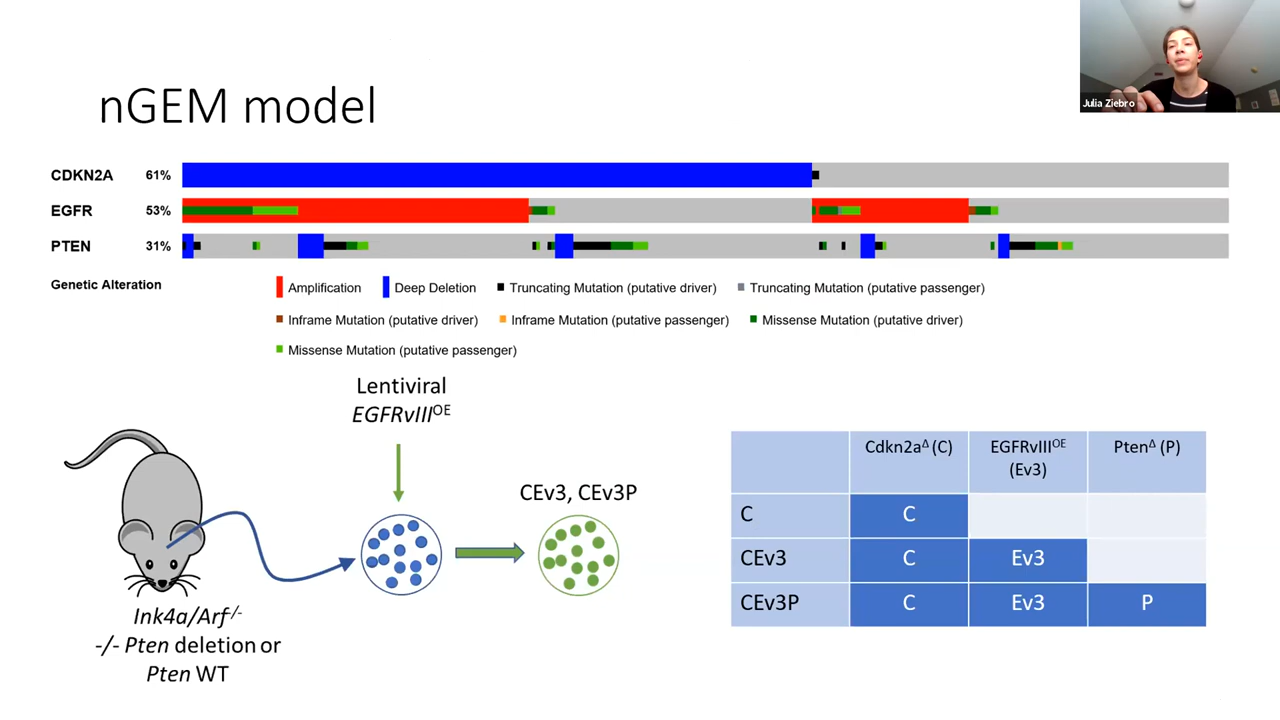 nGEM model
Julia Ziebro
CDKN2A 61%
EGFR 53%
PTEN 31%
Genetic Alteration
Amplification Deep Deletion Truncating Mutation (putative driver) Truncating Mutation (putative passenger)
Inframe Mutation (putative driver) Inframe Mutation (putative passenger) Missense Mutation (putative driver)
Missense Mutation (putative passenger)
Lentiviral
EGFRvIII^OE
CEv3, CEv3P
Ink4a/Arf^-/-
-/- Pten deletion or
Pten WT
Cdkn2a^Δ (C) EGFRvIII^OE (Ev3) Pten^Δ (P)
C C
CEv3 C Ev3
CEv3P C Ev3 P